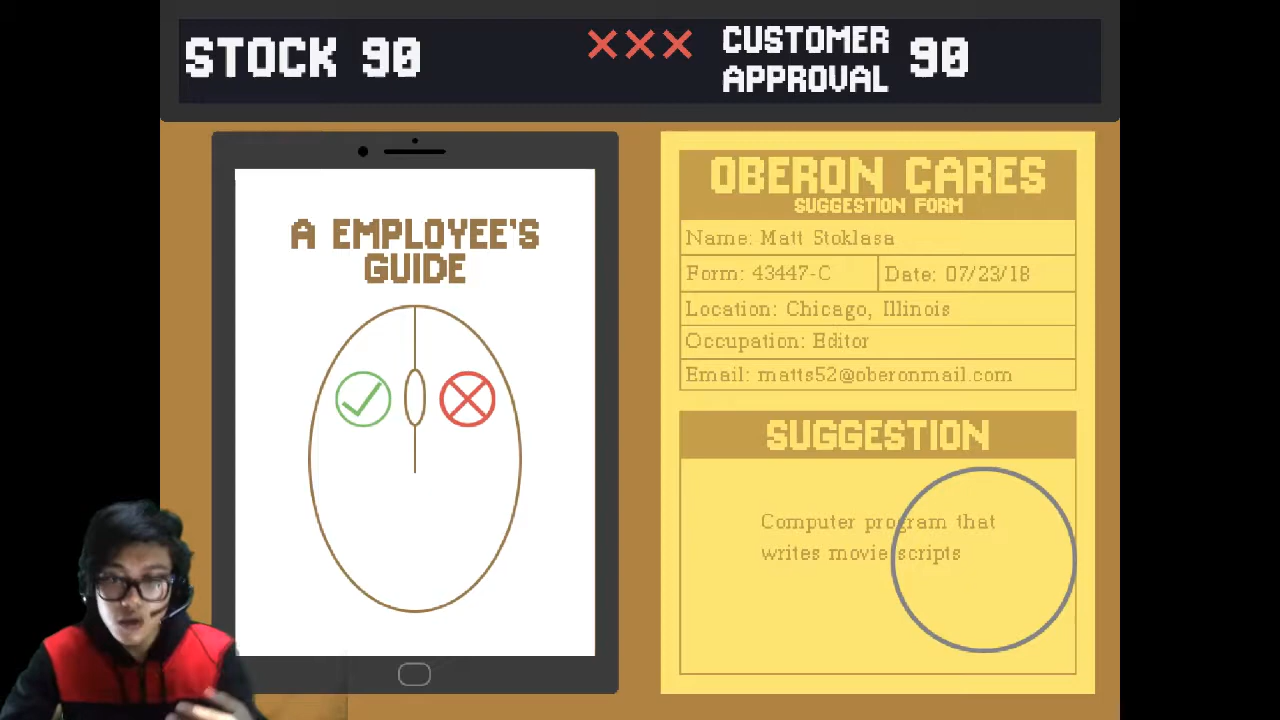 STOCK 90
CUSTOMER
APPROVAL
90
A EMPLOYEE'S
GUIDE
OBERON CARES
SUGGESTION FORM
Name: Matt Stoklasa
Form: 43447-C
Date: 07/23/18
Location: Chicago, Illinois
Occupation: Editor
Email: matts52@oberonmail.com
SUGGESTION
Computer program that
writes movie scripts